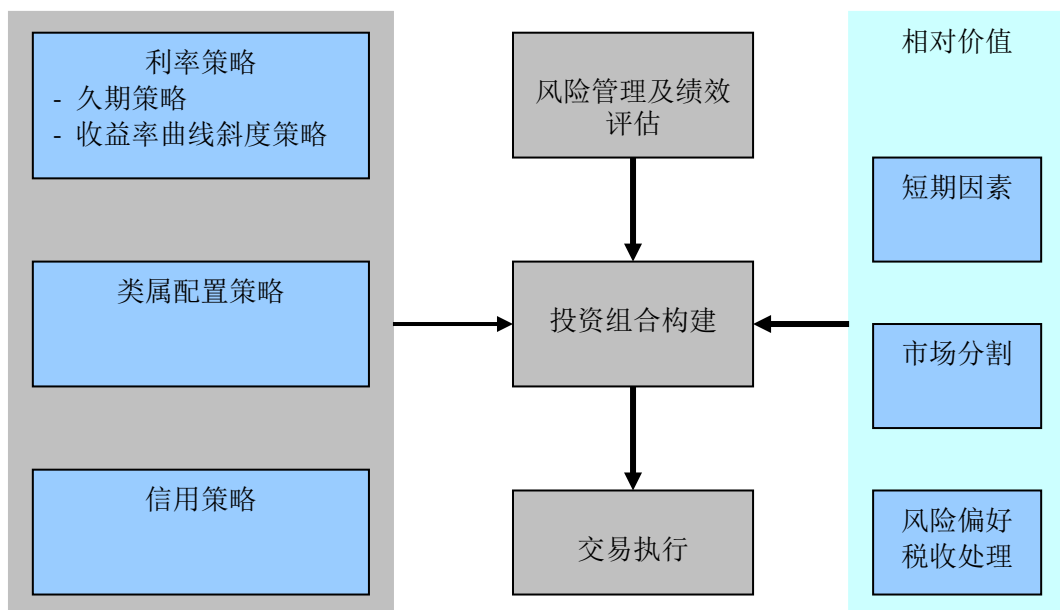 利率策略
- 久期策略
- 收益率曲线斜度策略
类属配置策略
信用策略
风险管理及绩效
评估
投资组合构建
交易执行
相对价值
短期因素
市场分割
风险偏好
税收处理